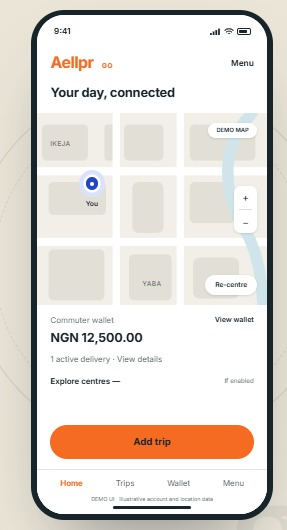 9:41
Aellpr GO
Menu
Your day, connected
DEMO MAP
IKEJA
You
+
−
YABA
Re-centre
Commuter wallet
View wallet
NGN 12,500.00
1 active delivery · View details
Explore centres —
If enabled
Add trip
Home Trips Wallet Menu
DEMO UI Illustrative account and location data